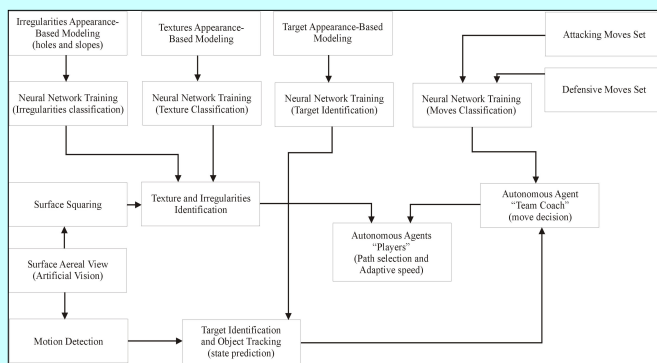 Irregularities Appearance-
Based Modeling
(holes and slopes)
Textures Appearance-
Based Modeling
Target Appearance-Based
Modeling
Attacking Moves Set
Defensive Moves Set
Neural Network Training
(Irregularities classification)
Neural Network Training
(Texture Classification)
Neural Network Training
(Target Identification)
Neural Network Training
(Moves Classification)
Surface Squaring
Texture and Irregularities
Identification
Autonomous Agent
"Team Coach"
(move decision)
Autonomous Agents
"Players"
(Path selection and
Adaptive speed)
Surface Aereal View
(Artificial Vision)
Motion Detection
Target Identification
and Object Tracking
(state prediction)